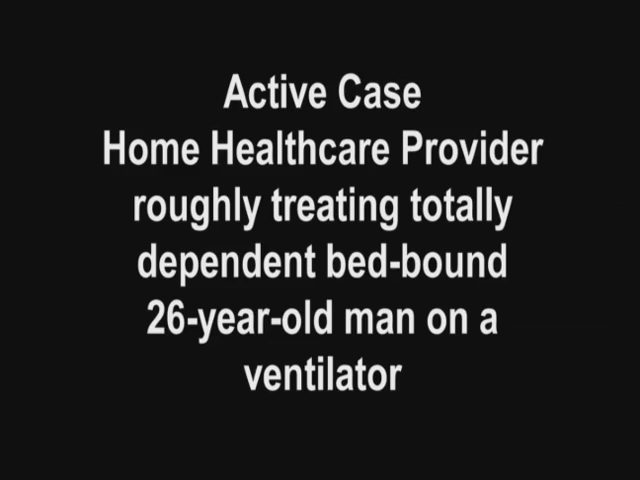 Active Case
Home Healthcare Provider
roughly treating totally
dependent bed-bound
26-year-old man on a
ventilator